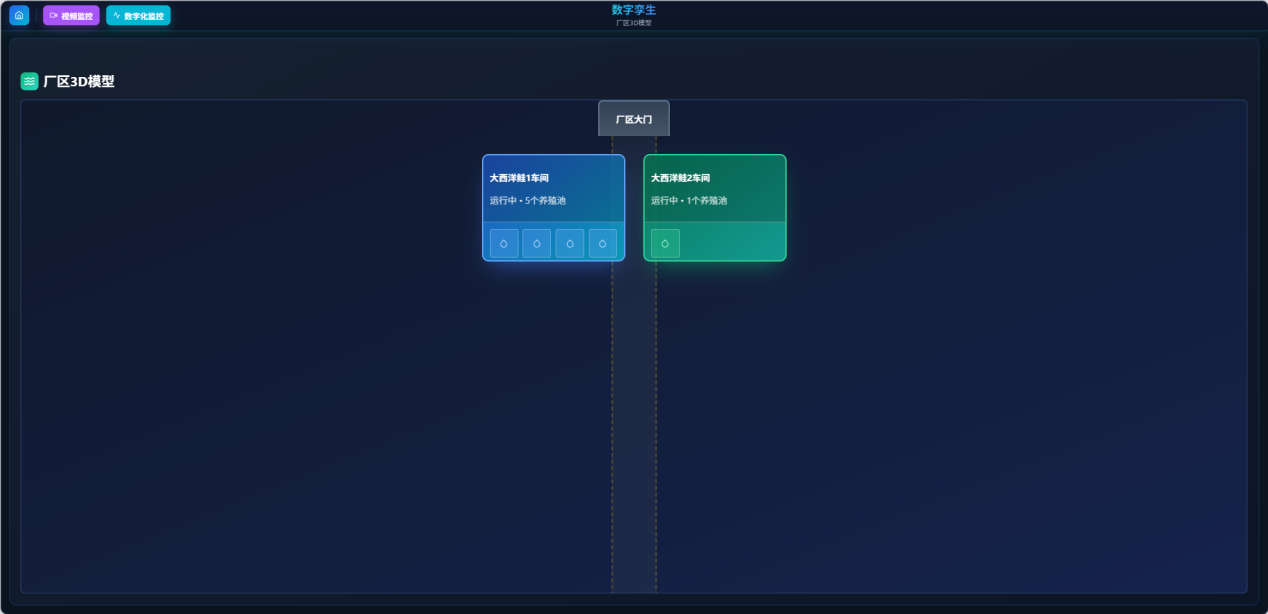 视频监控
数字化监控
数字孪生
厂区3D模型
厂区3D模型
厂区大门
大西洋鲑1车间
运行中 • 5个养殖池
大西洋鲑2车间
运行中 • 1个养殖池